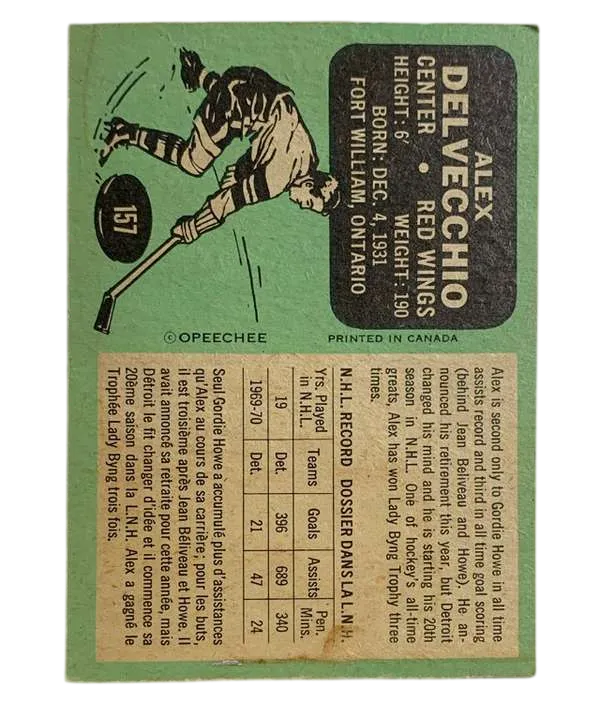 ALEX
DELVECCHIO
CENTER • RED WINGS
HEIGHT: 6' WEIGHT: 190
BORN: DEC. 4, 1931
FORT WILLIAM, ONTARIO
157
© OPEECHEE
PRINTED IN CANADA
Alex is second only to Gordie Howe in all time
assists record and third in all time goal scoring
(behind Jean Beliveau and Howe). He an-
nounced his retirement this year, but Detroit
changed his mind and he is starting his 20th
season in N.H.L. One of hockey's all-time
greats, Alex has won Lady Byng Trophy three
times.
N.H.L. RECORD DOSSIER DANS LA L.N.H.
Yrs. Played Teams Goals Assists Pen.
in N.H.L. Mins.
19 Det. 396 689 340
1969-70 Det. 21 47 24
Seul Gordie Howe a accumulé plus d'assistances
qu'Alex au cours de sa carrière; pour les buts,
il est troisième après Jean Béliveau et Howe. Il
avait annoncé sa retraite pour cette année, mais
Détroit le fit changer d'idée et il commence sa
20ème saison dans la L.N.H. Alex a gagné le
Trophée Lady Byng trois fois.